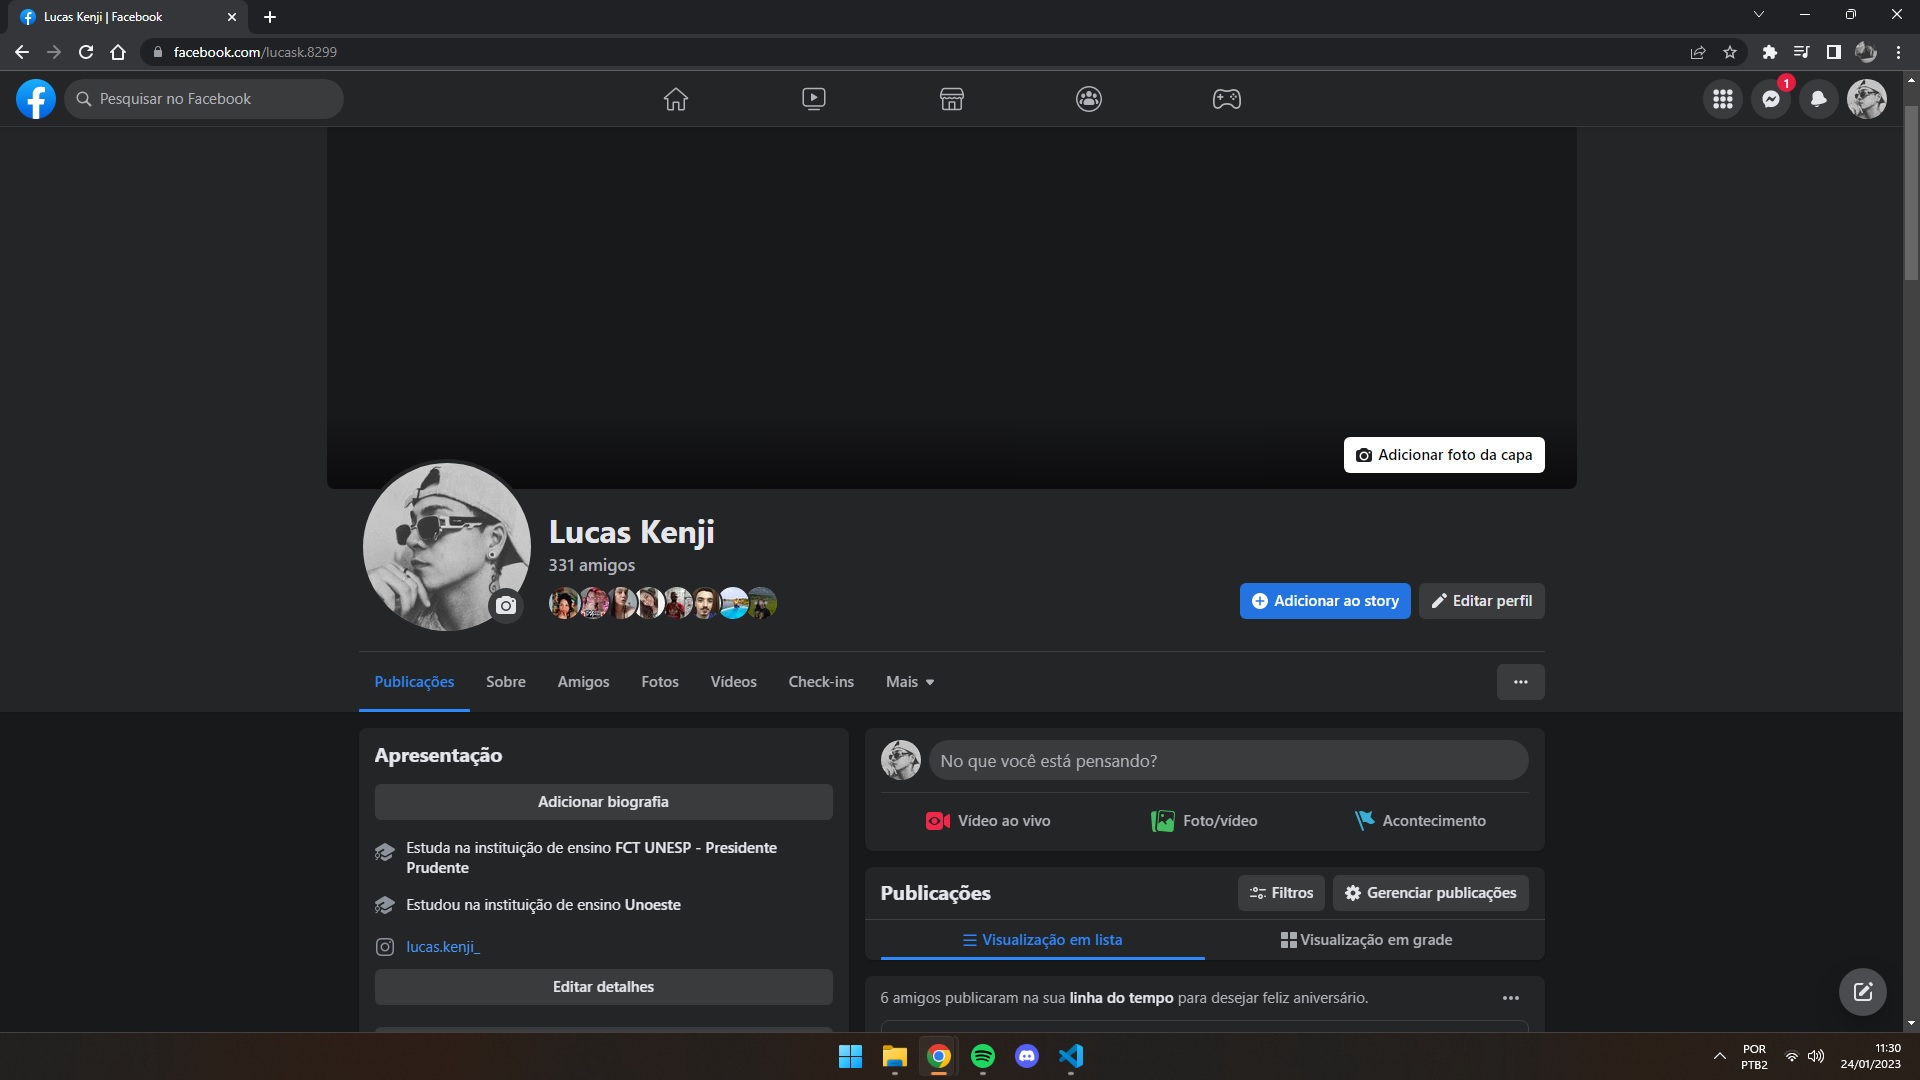 Lucas Kenji | Facebook
facebook.com/lucask.8299
Pesquisar no Facebook
1
Adicionar foto da capa
Lucas Kenji
331 amigos
Adicionar ao story
Editar perfil
Publicações
Sobre
Amigos
Fotos
Vídeos
Check-ins
Mais
Apresentação
Adicionar biografia
Estuda na instituição de ensino FCT UNESP - Presidente
Prudente
Estudou na instituição de ensino Unoeste
lucas.kenji_
Editar detalhes
No que você está pensando?
Vídeo ao vivo
Foto/vídeo
Acontecimento
Publicações
Filtros
Gerenciar publicações
Visualização em lista
Visualização em grade
6 amigos publicaram na sua linha do tempo para desejar feliz aniversário.
POR
PTB2
11:30
24/01/2023